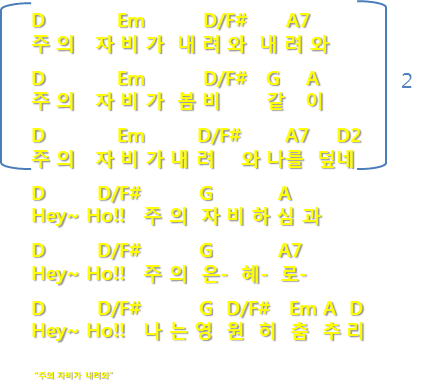 D Em D/F# A7
주 의 자 비 가 내 려 와 내 려 와
D Em D/F# G A
주 의 자 비 가 봄 비 같 이
D Em D/F# A7 D2
주 의 자 비 가 내 려 와 나를 덮네
2
D D/F# G A
Hey~ Ho!! 주 의 자 비 하 심 과
D D/F# G A7
Hey~ Ho!! 주 의 은- 혜- 로-
D D/F# G D/F# Em A D
Hey~ Ho!! 나 는 영 원 히 춤 추 리
"주의 자비가 내려와"